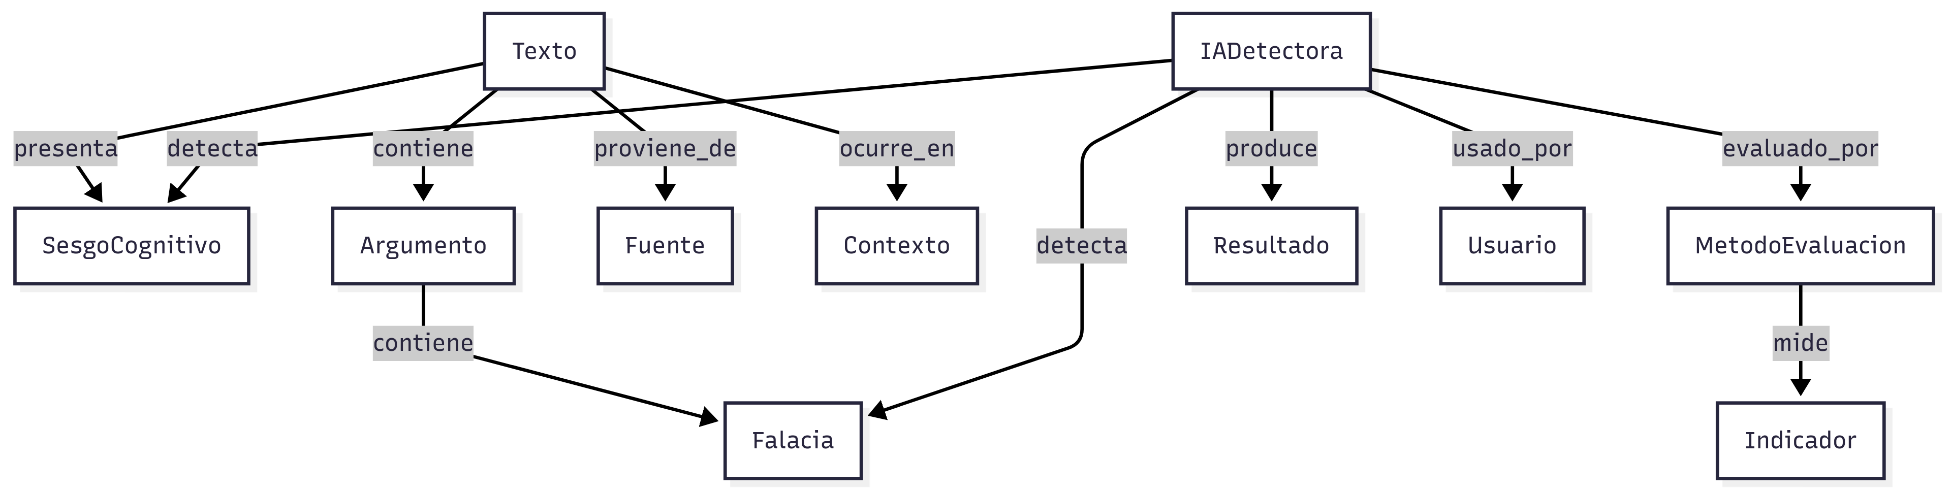 Texto
IADetectora
presenta
detecta
contiene
proviene_de
ocurre_en
produce
usado_por
evaluado_por
SesgoCognitivo
Argumento
Fuente
Contexto
detecta
Resultado
Usuario
MetodoEvaluacion
contiene
mide
Falacia
Indicador